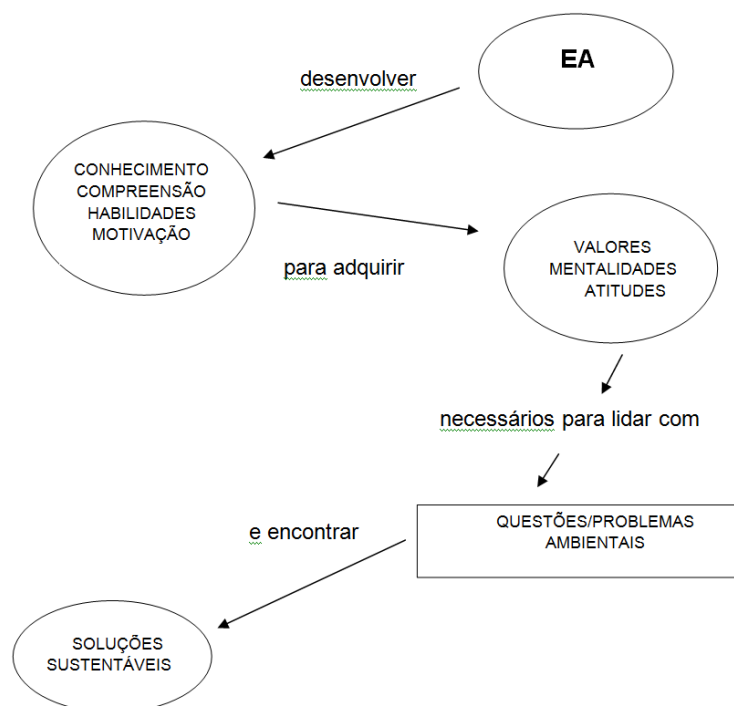 EA
desenvolver
CONHECIMENTO
COMPREENSÃO
HABILIDADES
MOTIVAÇÃO
para adquirir
VALORES
MENTALIDADES
ATITUDES
necessários para lidar com
QUESTÕES/PROBLEMAS
AMBIENTAIS
e encontrar
SOLUÇÕES
SUSTENTÁVEIS